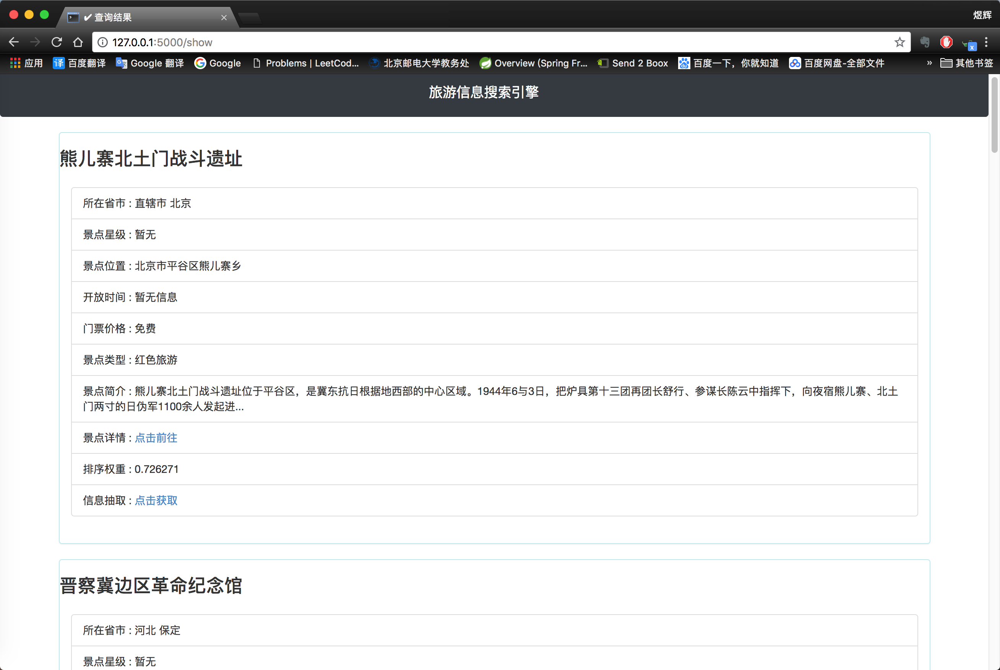 ✔ 查询结果
煜辉
127.0.0.1:5000/show
应用 百度翻译 Google 翻译 Google Problems | LeetCod... 北京邮电大学教务处 Overview (Spring Fr... Send 2 Boox 百度一下，你就知道 百度网盘-全部文件 » 其他书签
旅游信息搜索引擎
熊儿寨北土门战斗遗址
所在省市 : 直辖市 北京
景点星级 : 暂无
景点位置 : 北京市平谷区熊儿寨乡
开放时间 : 暂无信息
门票价格 : 免费
景点类型 : 红色旅游
景点简介 : 熊儿寨北土门战斗遗址位于平谷区，是冀东抗日根据地西部的中心区域。1944年6与3日，把炉具第十三团再团长舒行、参谋长陈云中指挥下，向夜宿熊儿寨、北土
门两寸的日伪军1100余人发起进...
景点详情 : 点击前往
排序权重 : 0.726271
信息抽取 : 点击获取
晋察冀边区革命纪念馆
所在省市 : 河北 保定
景点星级 : 暂无